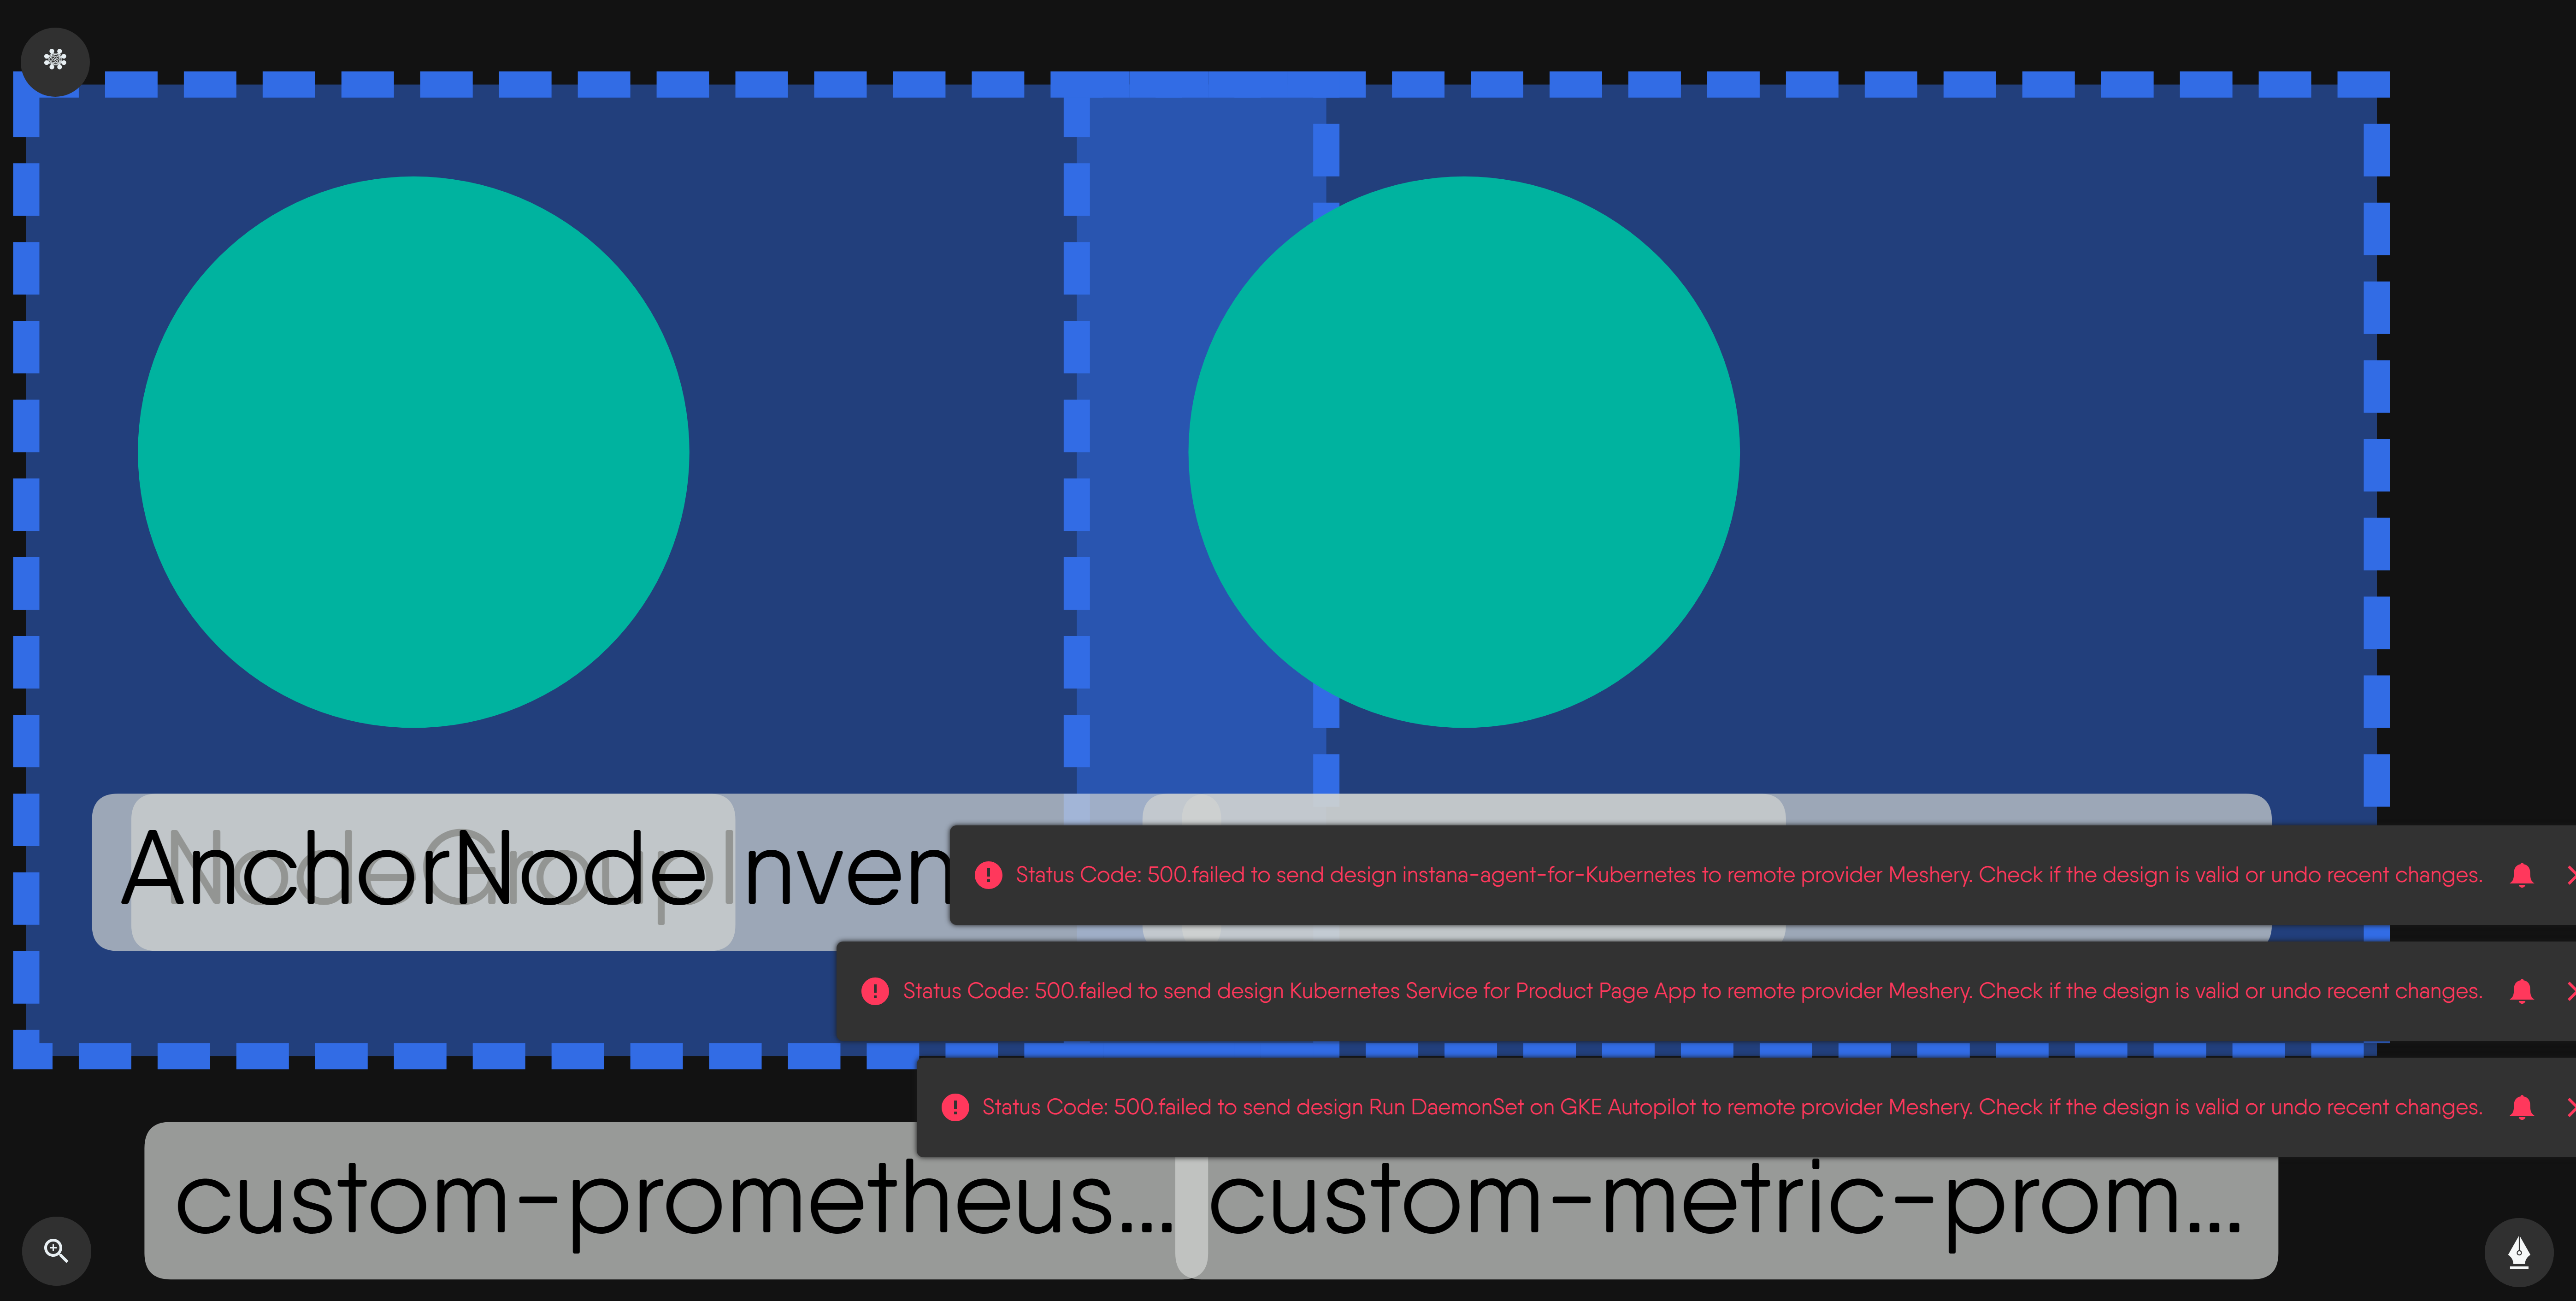 AnchorNode
NodeGroup
Status Code: 500.failed to send design instana-agent-for-Kubernetes to remote provider Meshery. Check if the design is valid or undo recent changes.
Status Code: 500.failed to send design Kubernetes Service for Product Page App to remote provider Meshery. Check if the design is valid or undo recent changes.
Status Code: 500.failed to send design Run DaemonSet on GKE Autopilot to remote provider Meshery. Check if the design is valid or undo recent changes.
custom-prometheus... custom-metric-prom...